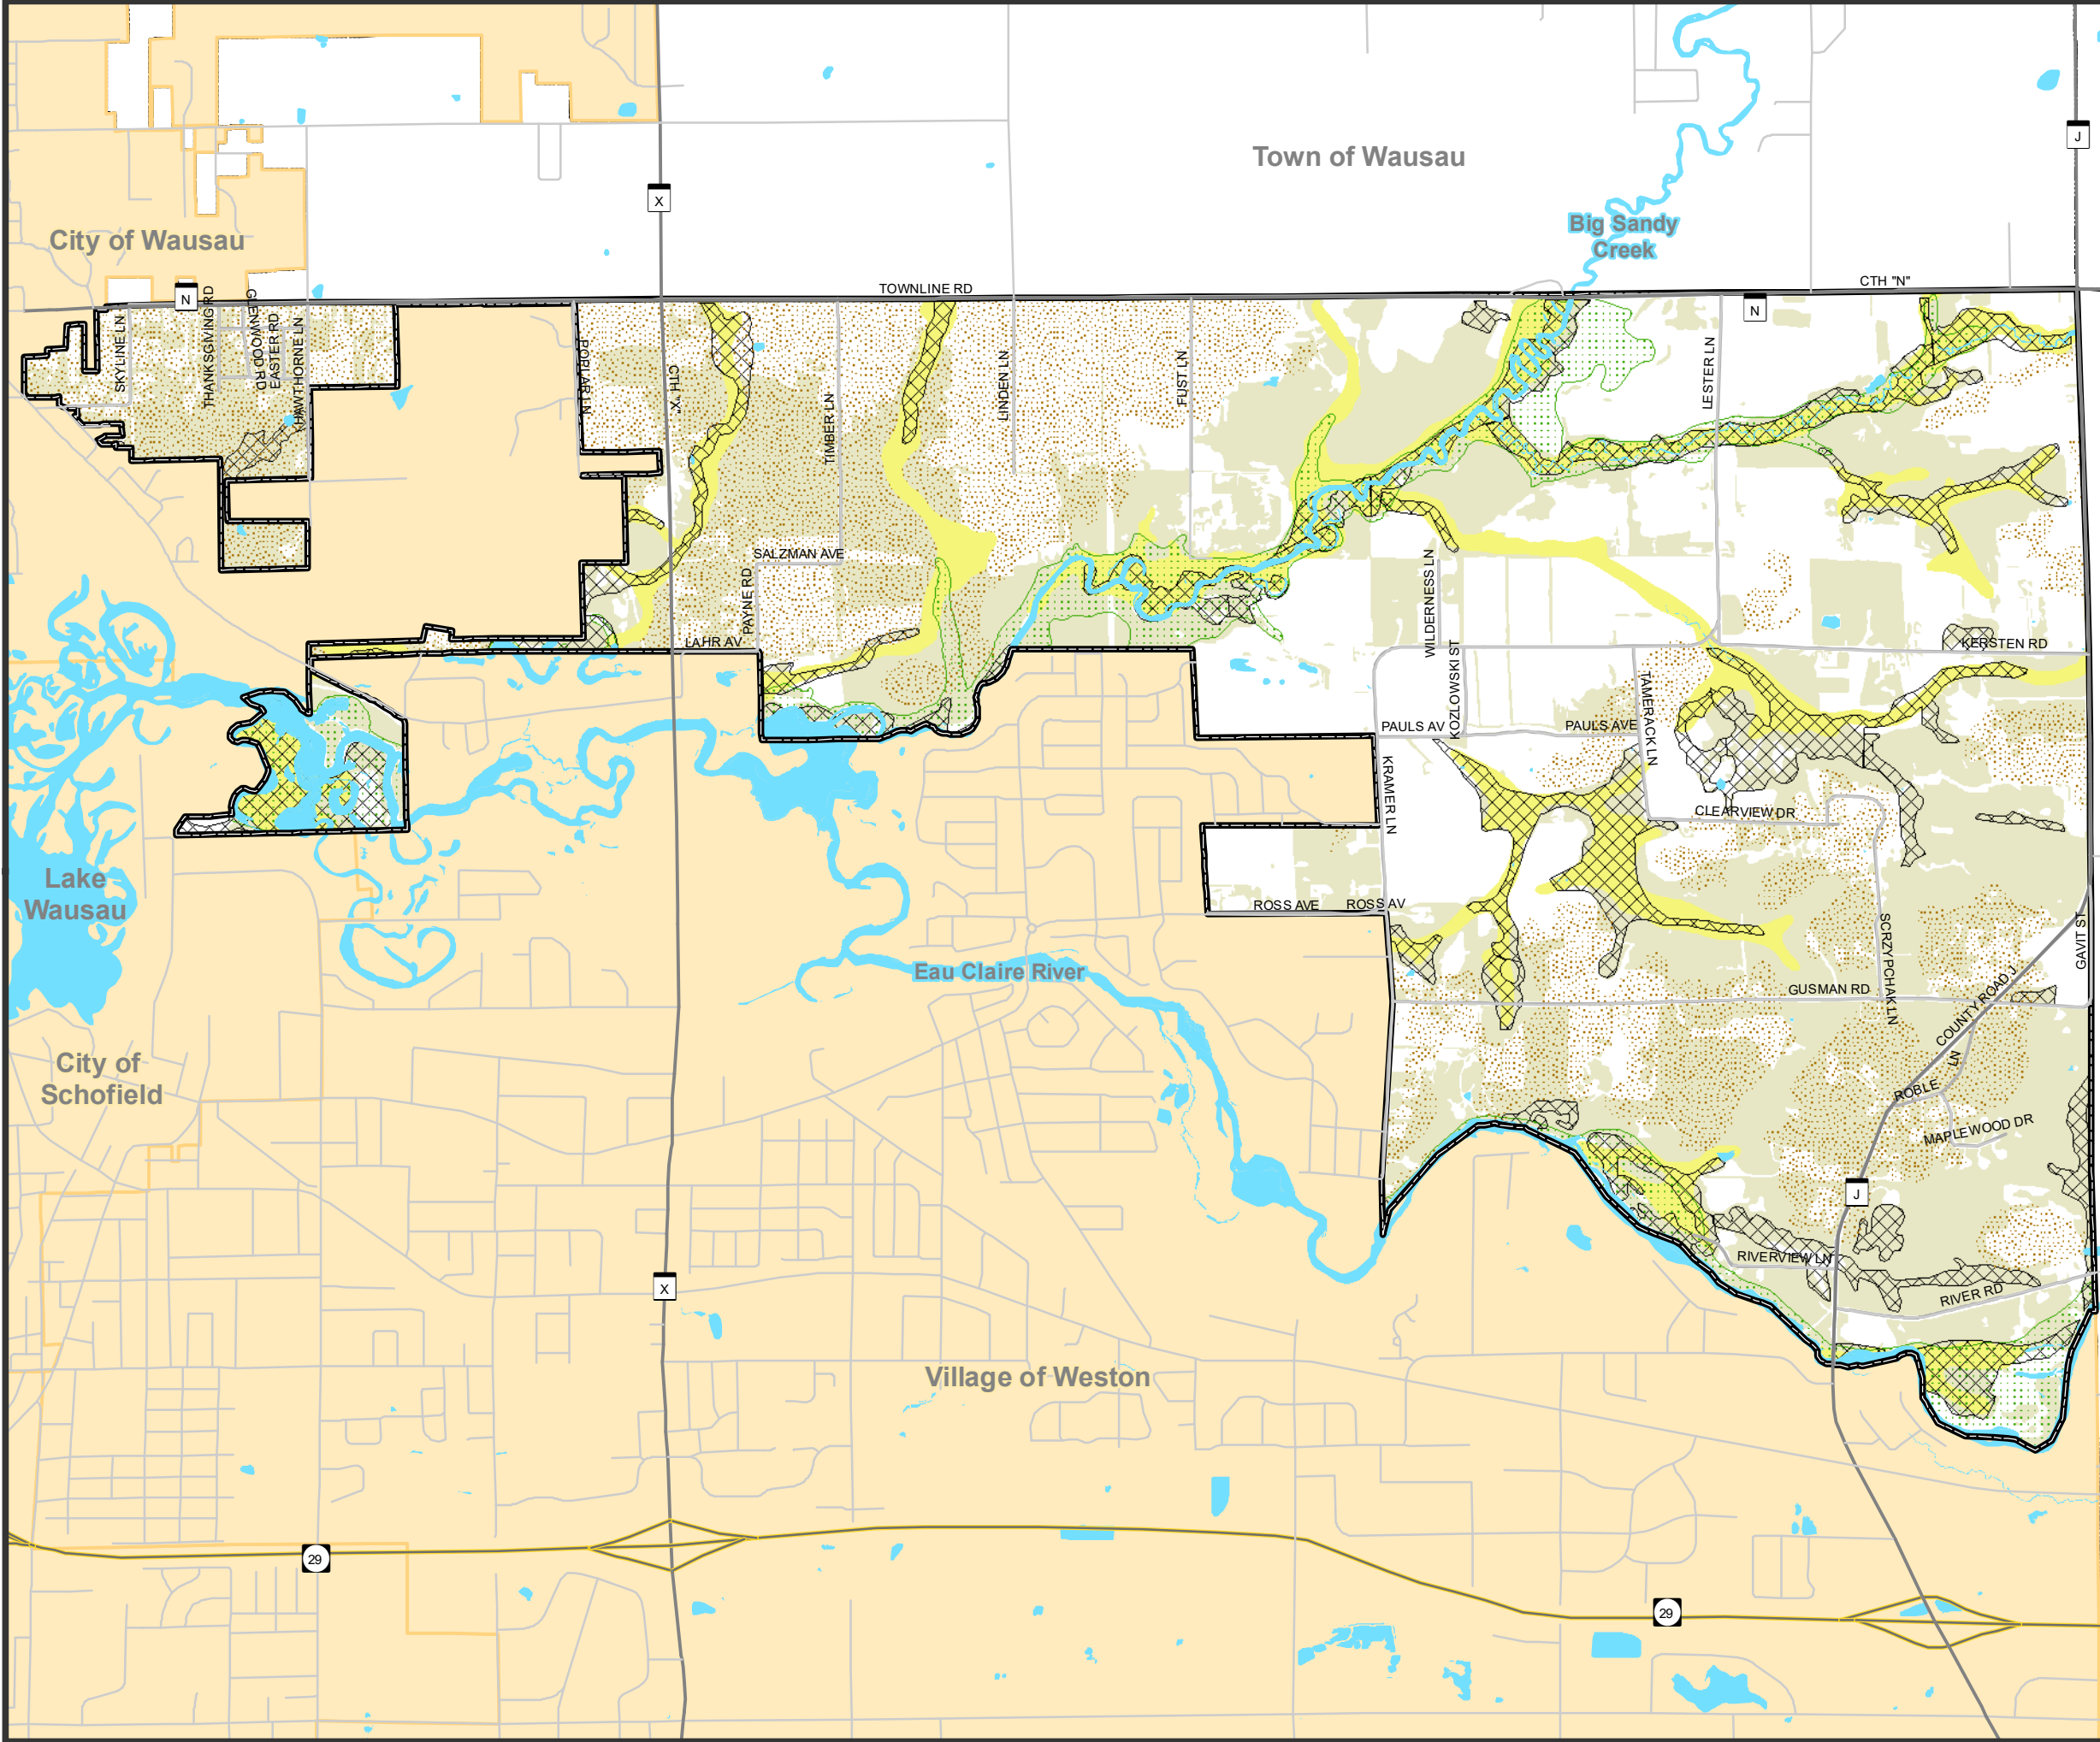 Town of Wausau
J
X
City of Wausau
Big Sandy
Creek
N
TOWNLINE RD
CTH "N"
N
SKYLINE LN
THANKSGIVING RD
GLENWOOD RD
EASTER RD
HAWTHORNE LN
POPLAR LN
CTH "X"
TIMBER LN
LINDEN LN
FUST LN
LESTER LN
SALZMAN AVE
PAYNE RD
LAHR AV
WILDERNESS LN
KOZLOWSKI ST
KERSTEN RD
TAMERACK LN
PAULS AV
PAULS AVE
KRAMER LN
CLEARVIEW DR
Lake
Wausau
ROSS AVE
ROSS AV
SCRZYPCHAK LN
GAVIT ST
Eau Claire River
GUSMAN RD
COUNTY ROAD J
City of
Schofield
ROBLE LN
MAPLEWOOD DR
J
RIVERVIEW LN
RIVER RD
X
Village of Weston
29
29